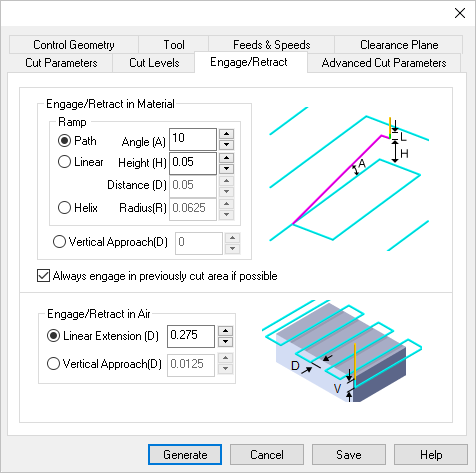 Control Geometry Tool Feeds & Speeds Clearance Plane
Cut Parameters Cut Levels Engage/Retract Advanced Cut Parameters
Engage/Retract in Material
Ramp
Path Angle (A) 10
Linear Height (H) 0.05
Distance (D) 0.05
Helix Radius(R) 0.0625
Vertical Approach(D) 0
L
H
A
Always engage in previously cut area if possible
Engage/Retract in Air
Linear Extension (D) 0.275
Vertical Approach(D) 0.0125
D
V
Generate Cancel Save Help